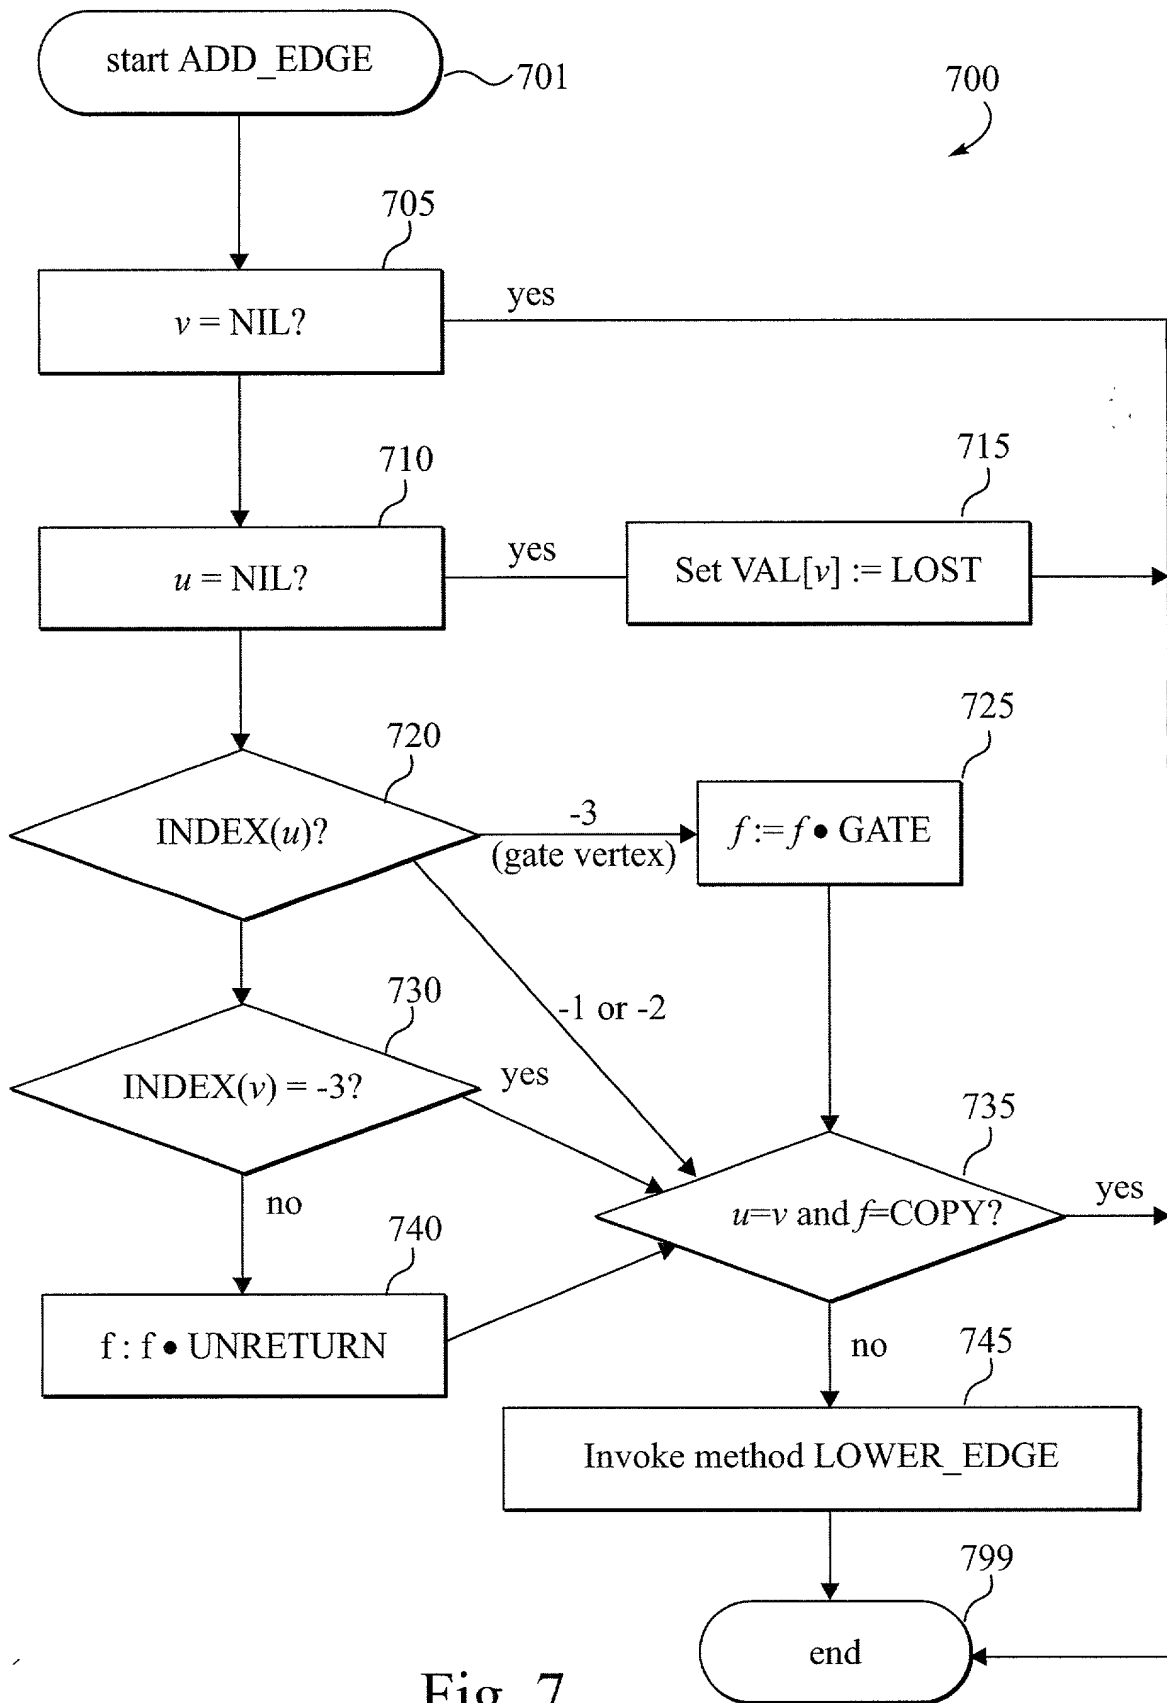 start ADD_EDGE
701
700
705
v = NIL?
yes
710
715
u = NIL?
yes
Set VAL[v] := LOST
720
725
INDEX(u)?
-3
(gate vertex)
f := f • GATE
730
-1 or -2
INDEX(v) = -3?
yes
735
no
u=v and f=COPY?
yes
740
f : f • UNRETURN
no
745
Invoke method LOWER_EDGE
799
end
Fig. 7